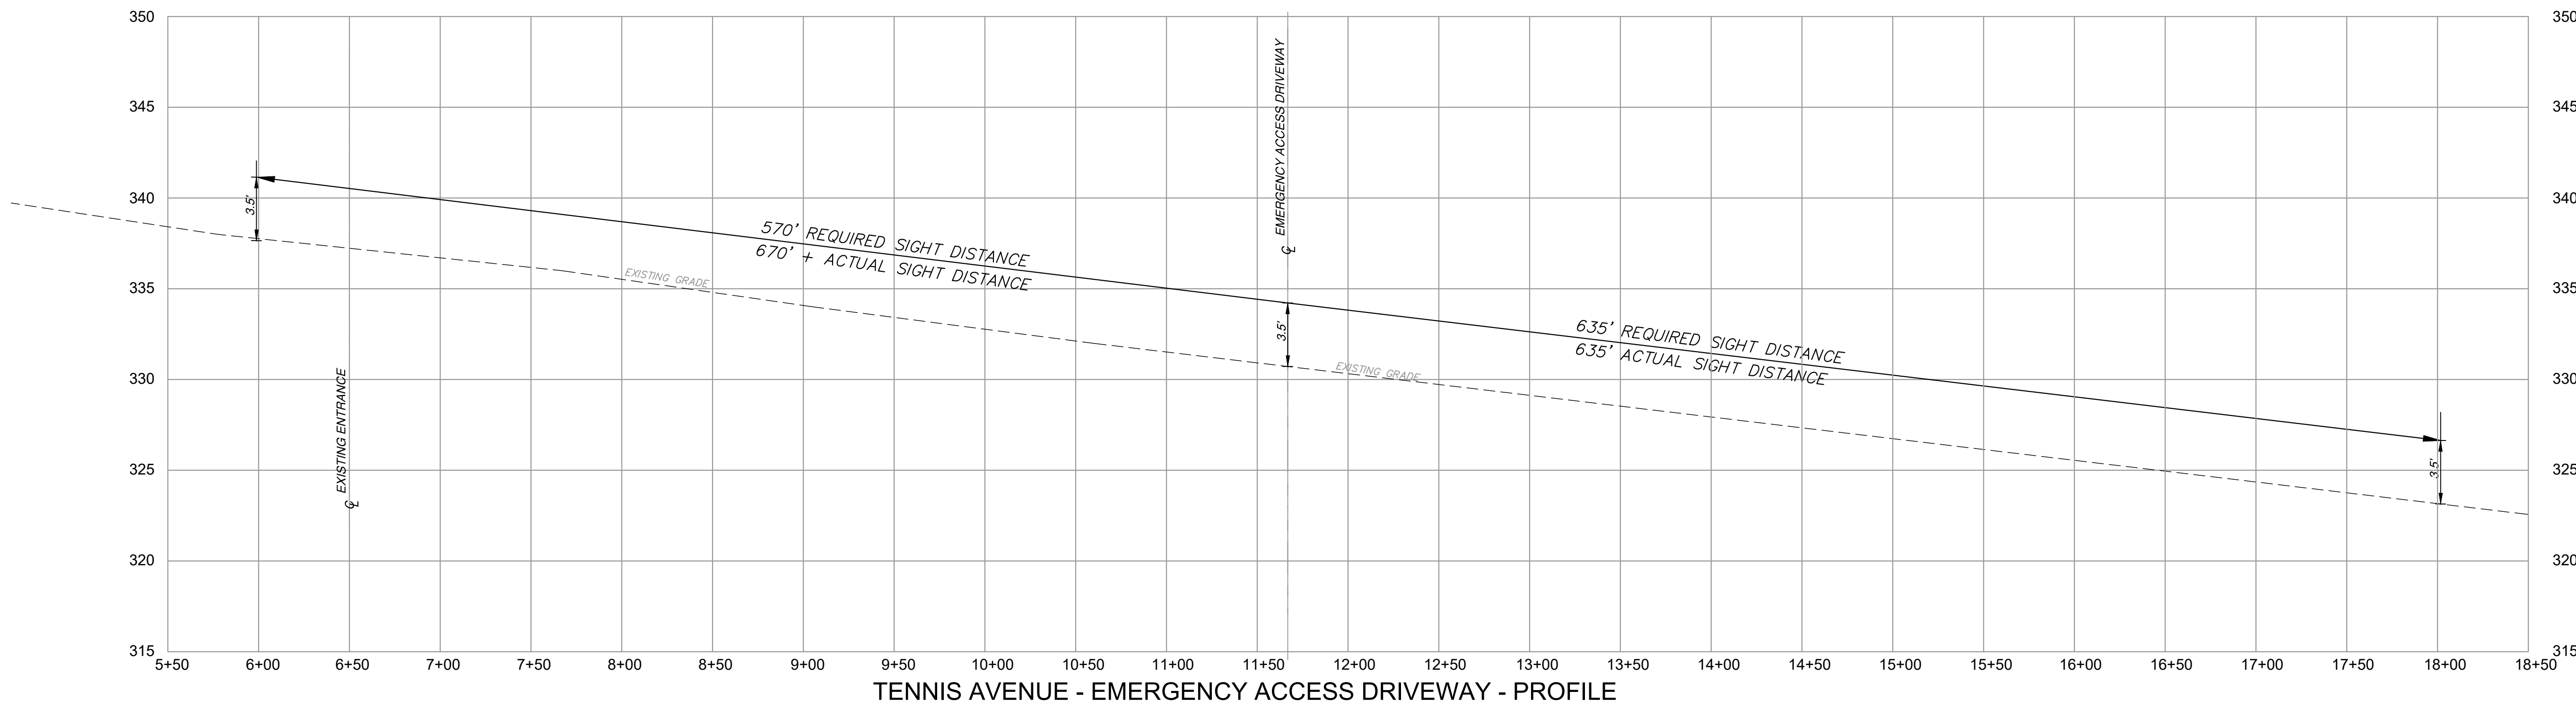 350
350
345
345
340
340
335
335
330
330
325
325
320
320
315
315
EMERGENCY ACCESS DRIVEWAY
℄
3.5'
570' REQUIRED SIGHT DISTANCE
670' + ACTUAL SIGHT DISTANCE
EXISTING GRADE
3.5'
635' REQUIRED SIGHT DISTANCE
635' ACTUAL SIGHT DISTANCE
EXISTING GRADE
EXISTING ENTRANCE
℄
3.5'
5+50 6+00 6+50 7+00 7+50 8+00 8+50 9+00 9+50 10+00 10+50 11+00 11+50 12+00 12+50 13+00 13+50 14+00 14+50 15+00 15+50 16+00 16+50 17+00 17+50 18+00 18+50
TENNIS AVENUE - EMERGENCY ACCESS DRIVEWAY - PROFILE